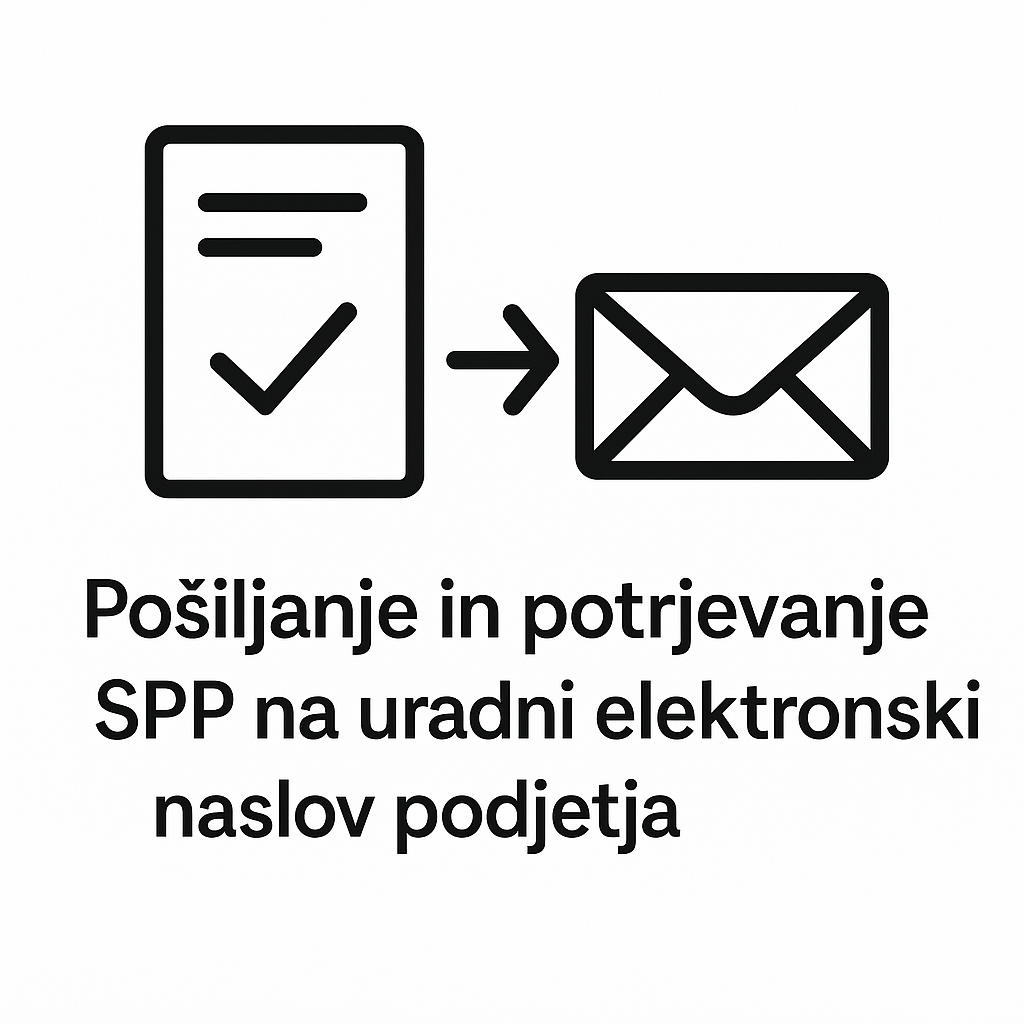 Pošiljanje in potrjevanje
SPP na uradni elektronski
naslov podjetja